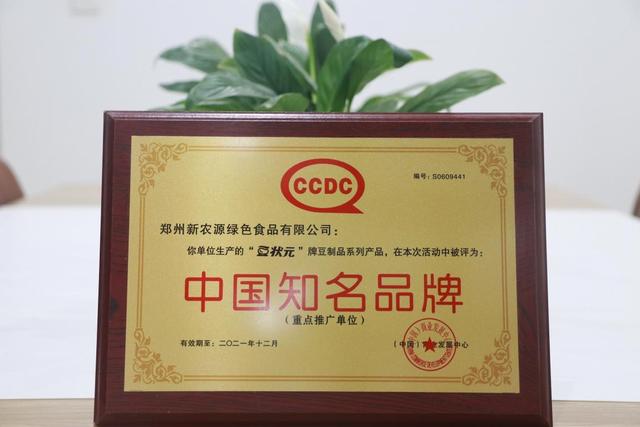 CCDC
编号：S0609441
郑州新农源绿色食品有限公司：
你单位生产的“豆状元”牌豆制品系列产品，在本次活动中被评为：
中国知名品牌
（重点推广单位）
有效期至：二〇二一年十二月
（中国）商业发展中心